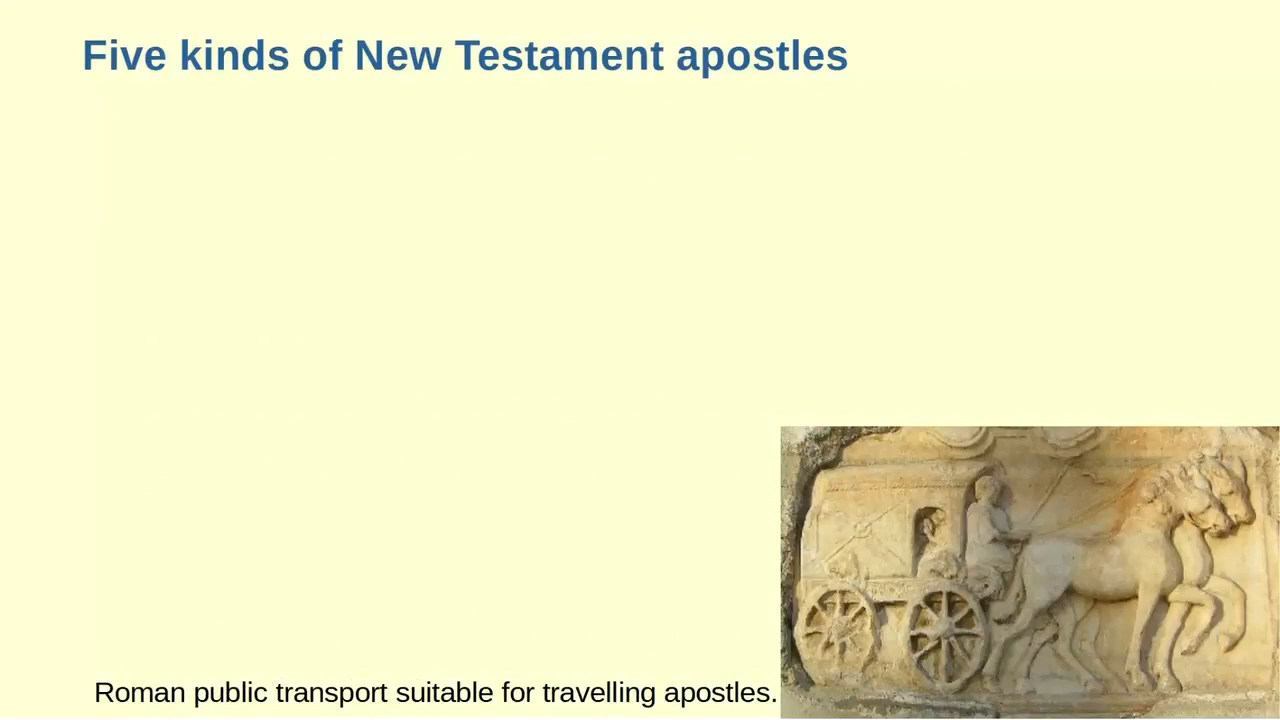 Five kinds of New Testament apostles
Roman public transport suitable for travelling apostles.